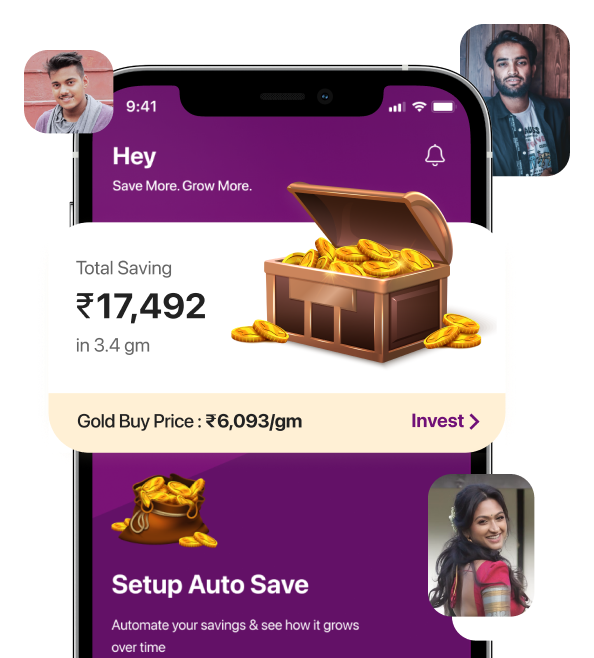 9:41
Hey
Save More. Grow More.
Total Saving
₹17,492
in 3.4 gm
Gold Buy Price : ₹6,093/gm
Invest
Setup Auto Save
Automate your savings & see how it grows
over time